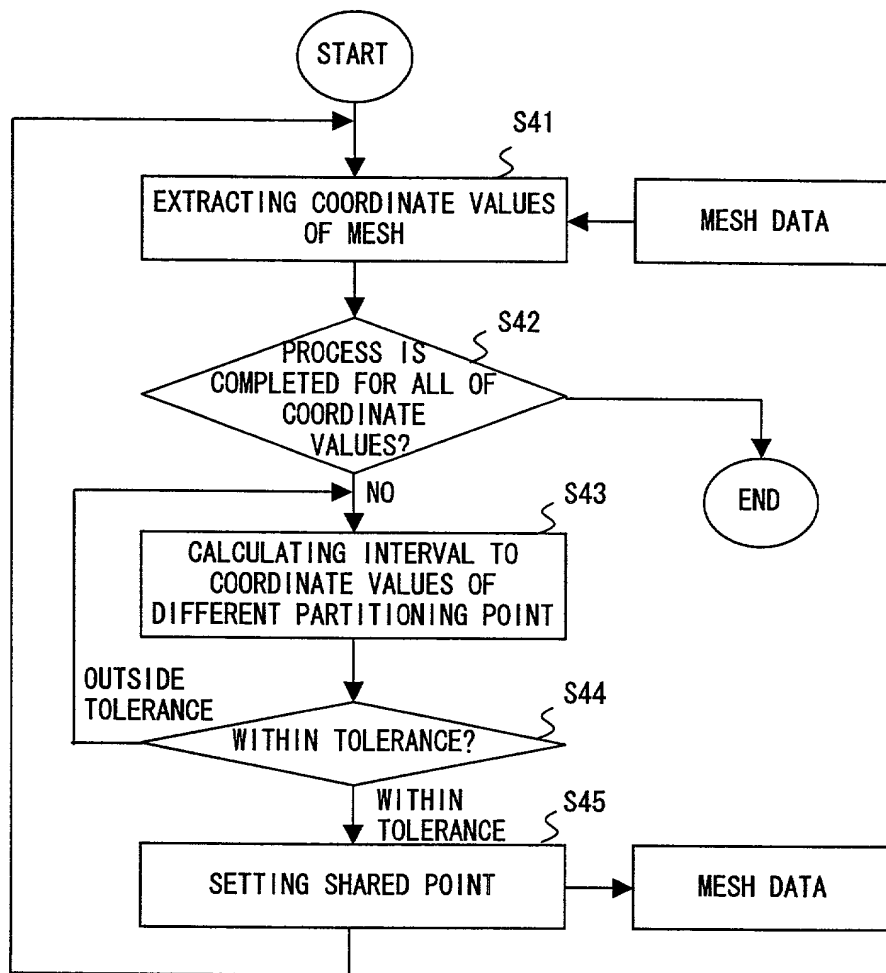 START
S41
EXTRACTING COORDINATE VALUES
OF MESH
MESH DATA
S42
PROCESS IS
COMPLETED FOR ALL OF
COORDINATE
VALUES?
NO
END
S43
CALCULATING INTERVAL TO
COORDINATE VALUES OF
DIFFERENT PARTITIONING POINT
OUTSIDE
TOLERANCE
S44
WITHIN TOLERANCE?
WITHIN
TOLERANCE
S45
SETTING SHARED POINT
MESH DATA